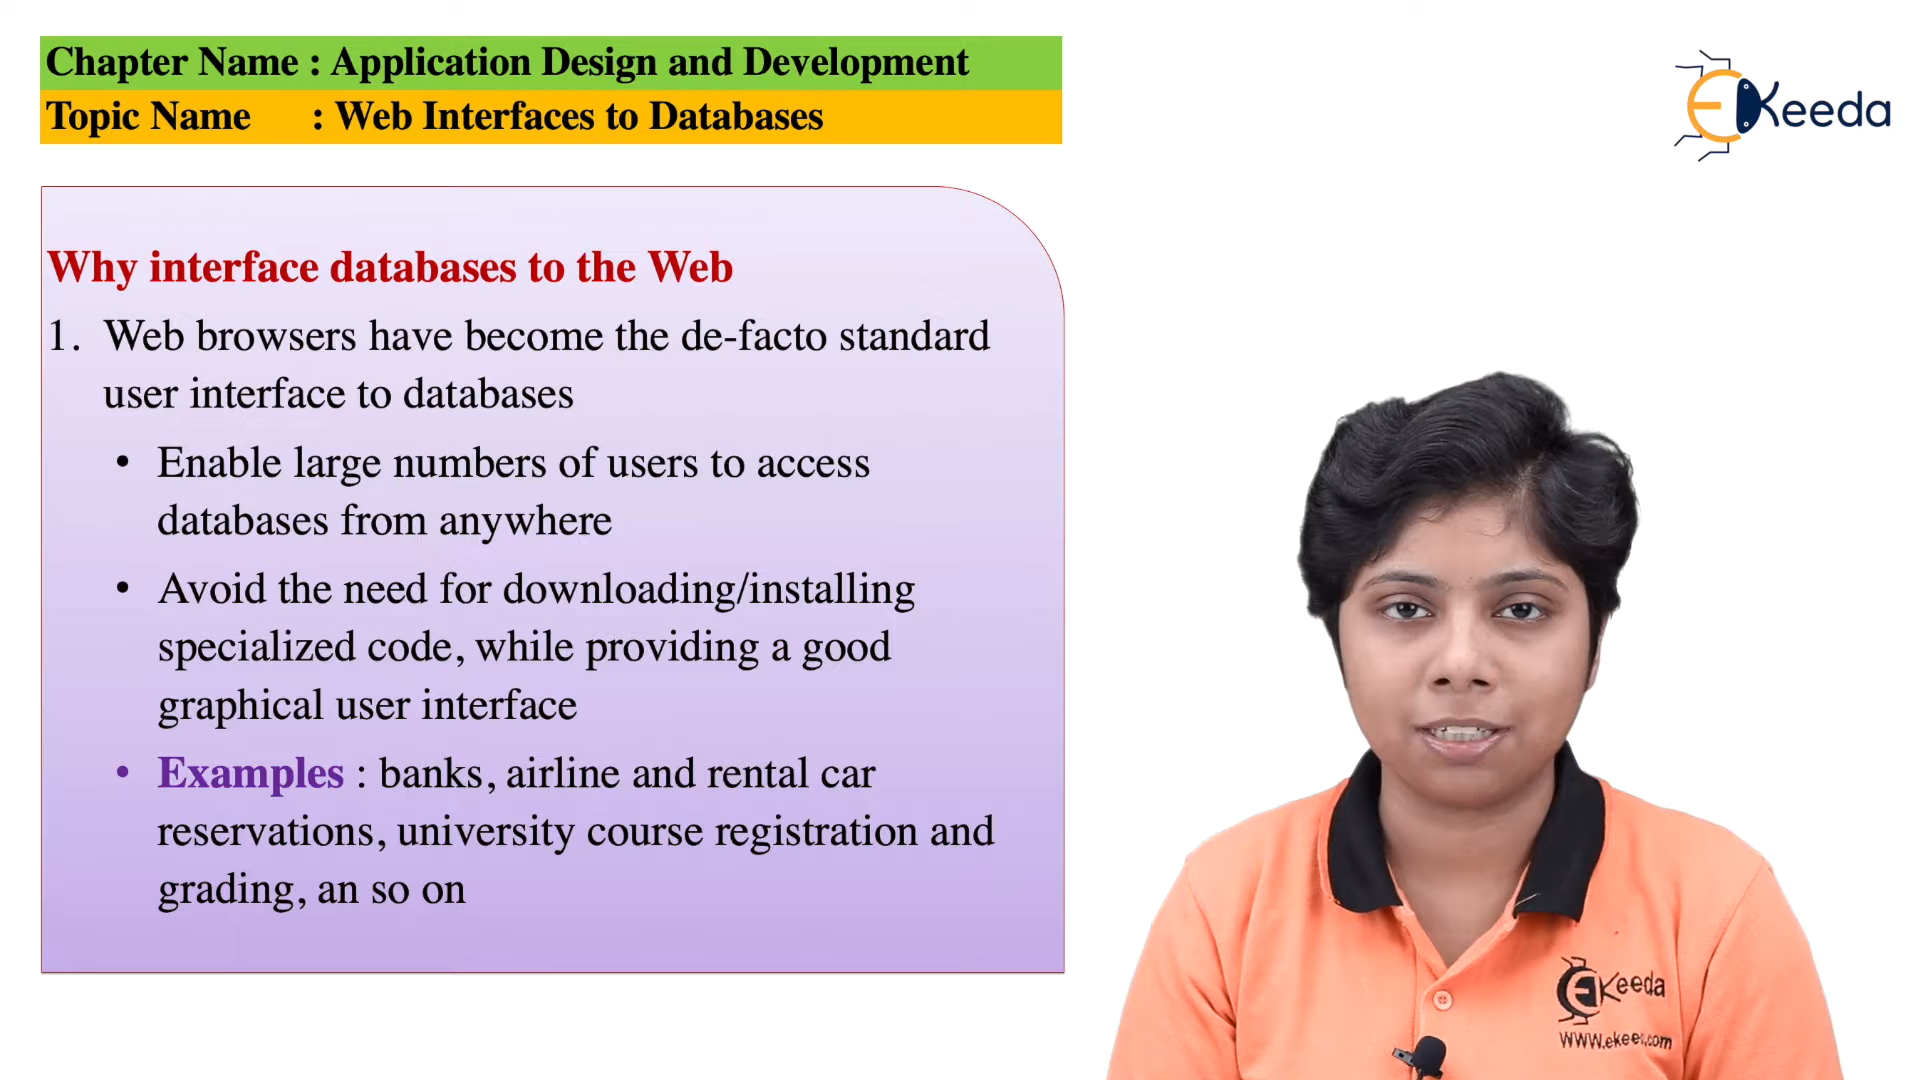 Chapter Name : Application Design and Development
Topic Name : Web Interfaces to Databases
EKeeda
Why interface databases to the Web
1. Web browsers have become the de-facto standard
user interface to databases
• Enable large numbers of users to access
databases from anywhere
• Avoid the need for downloading/installing
specialized code, while providing a good
graphical user interface
• Examples : banks, airline and rental car
reservations, university course registration and
grading, an so on
EKeeda